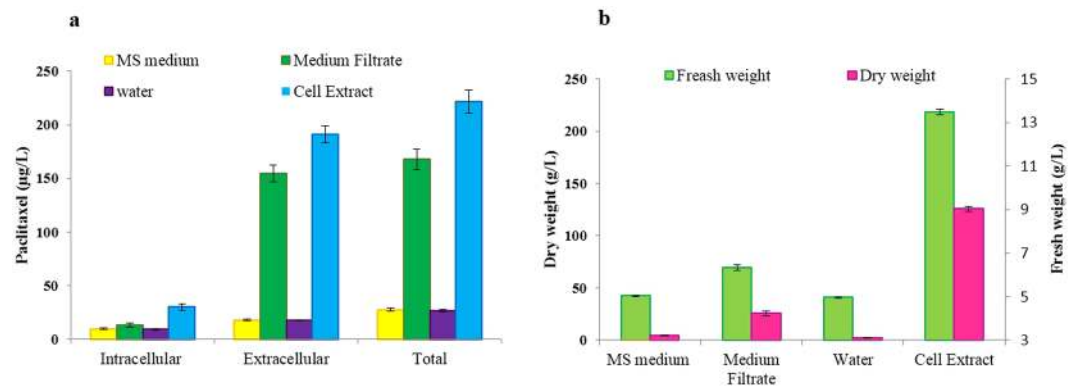 a
MS medium
Medium Filtrate
water
Cell Extract
Paclitaxel (µg/L)
250
200
150
100
50
0
Intracellular
Extracellular
Total
b
Freash weight
Dry weight
Dry weight (g/L)
250
200
150
100
50
0
Fresh weight (g/L)
15
13
11
9
7
5
3
MS medium
Medium
Filtrate
Water
Cell Extract